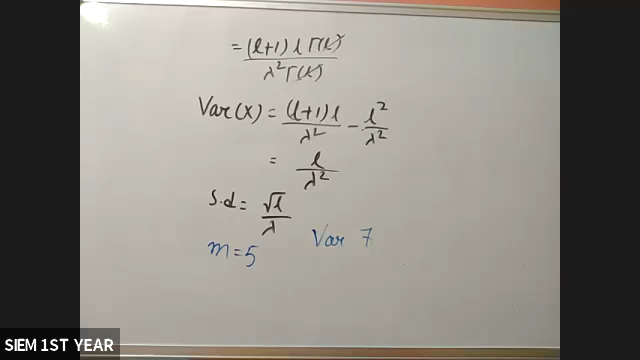 = (l+1) l Γ(l) / λ² Γ(l)
Var(X) = (l+1) l / λ² - l² / λ²
= l / λ²
S.d = √l / λ
m = 5 Var 7
SIEM 1ST YEAR